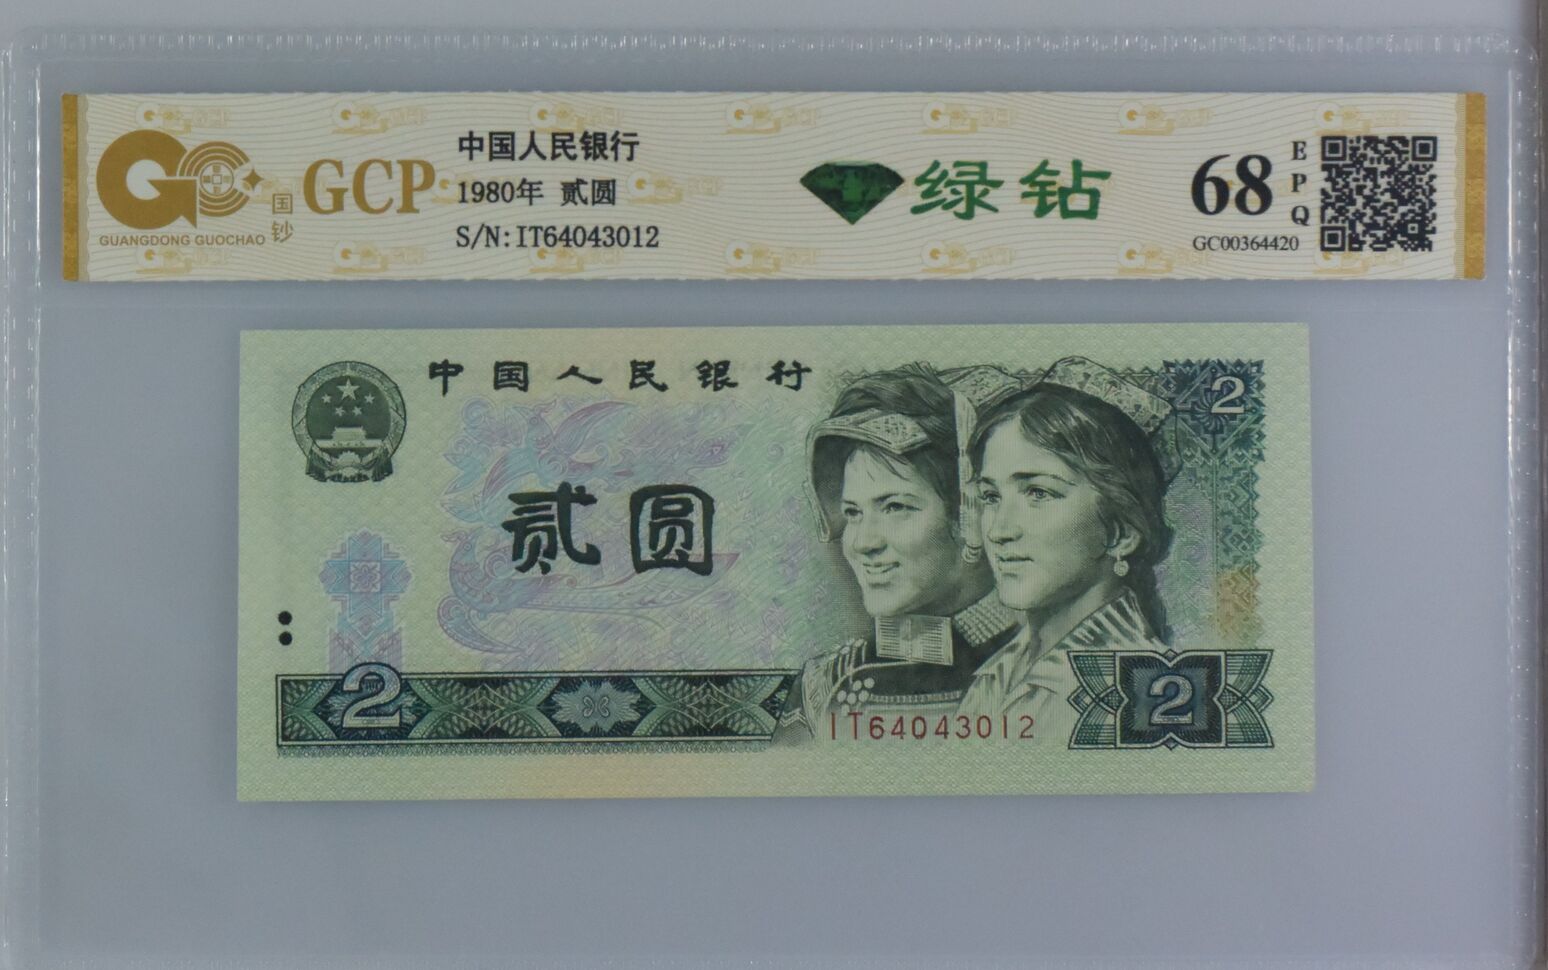 GUANGDONG GUOCHAO
国钞
GCP
中国人民银行
1980年 贰圆
S/N:IT64043012
绿钻
68
EPQ
GC00364420
中国人民银行
2
贰圆
2
IT64043012
2